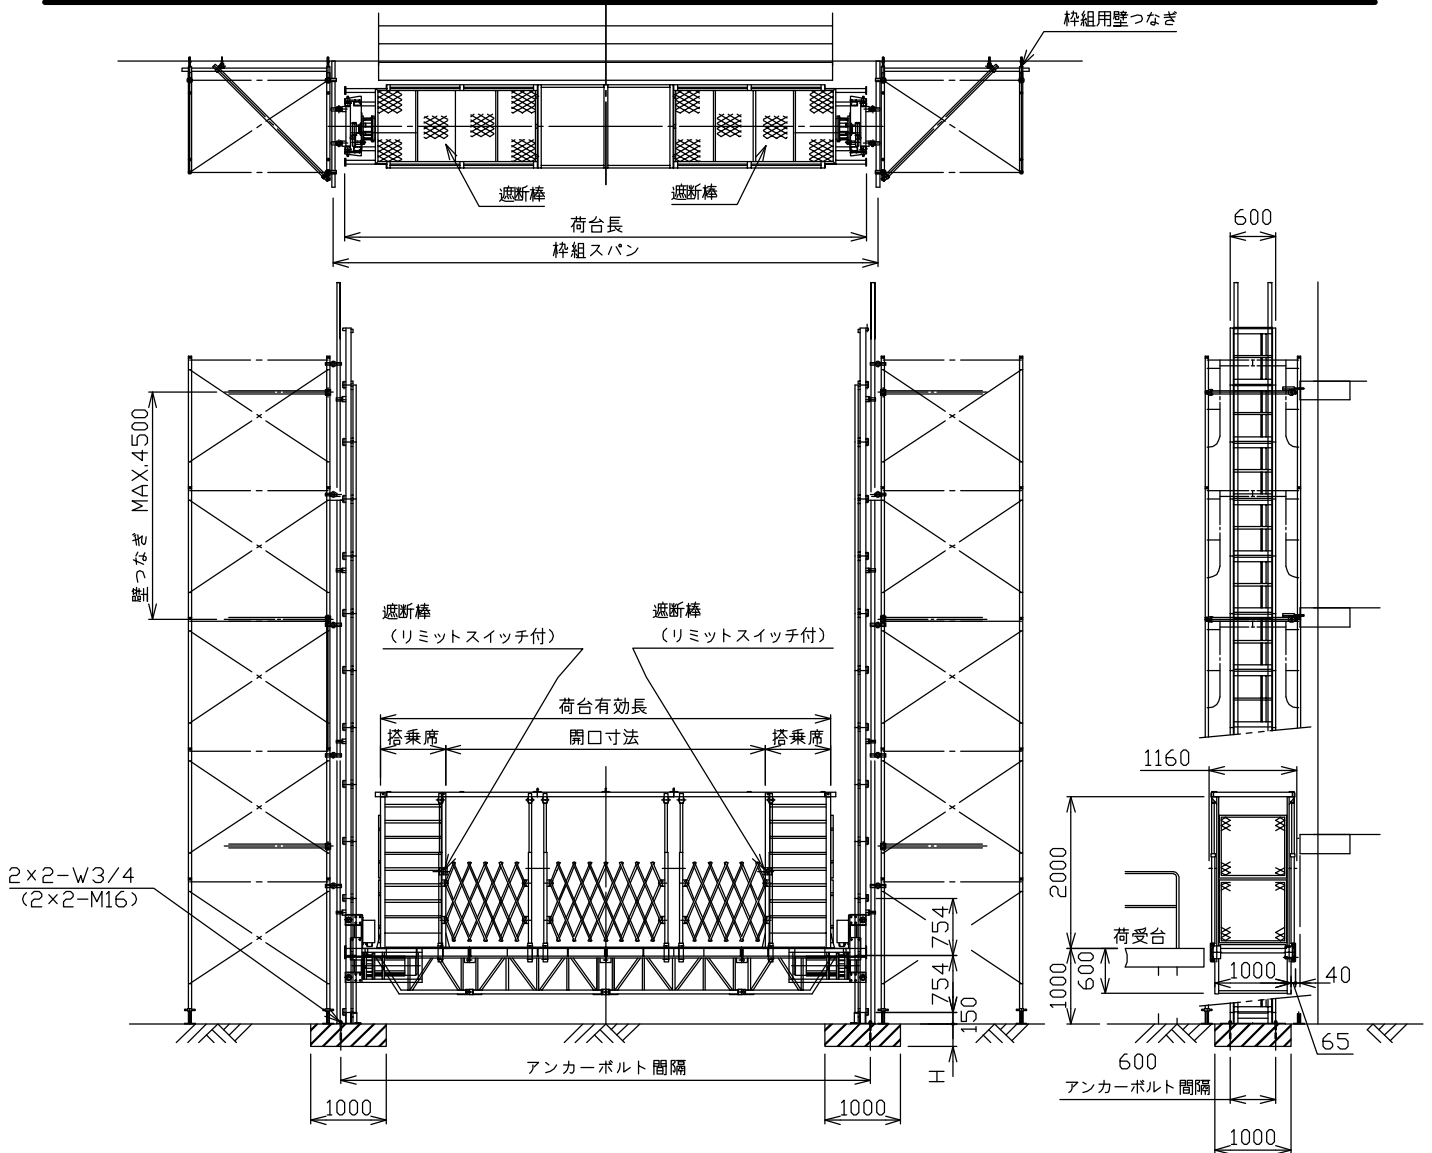 枠組用壁つなぎ
遮断棒
遮断棒
荷台長
枠組スパン
600
壁つなぎ MAX.4500
遮断棒
(リミットスイッチ付)
遮断棒
(リミットスイッチ付)
荷台有効長
搭乗席
開口寸法
搭乗席
1160
2×2-W3/4
(2×2-M16)
2000
754
荷受台
754
1000
600
1000
40
150
65
アンカーボルト間隔
H
600
アンカーボルト間隔
1000
1000
1000